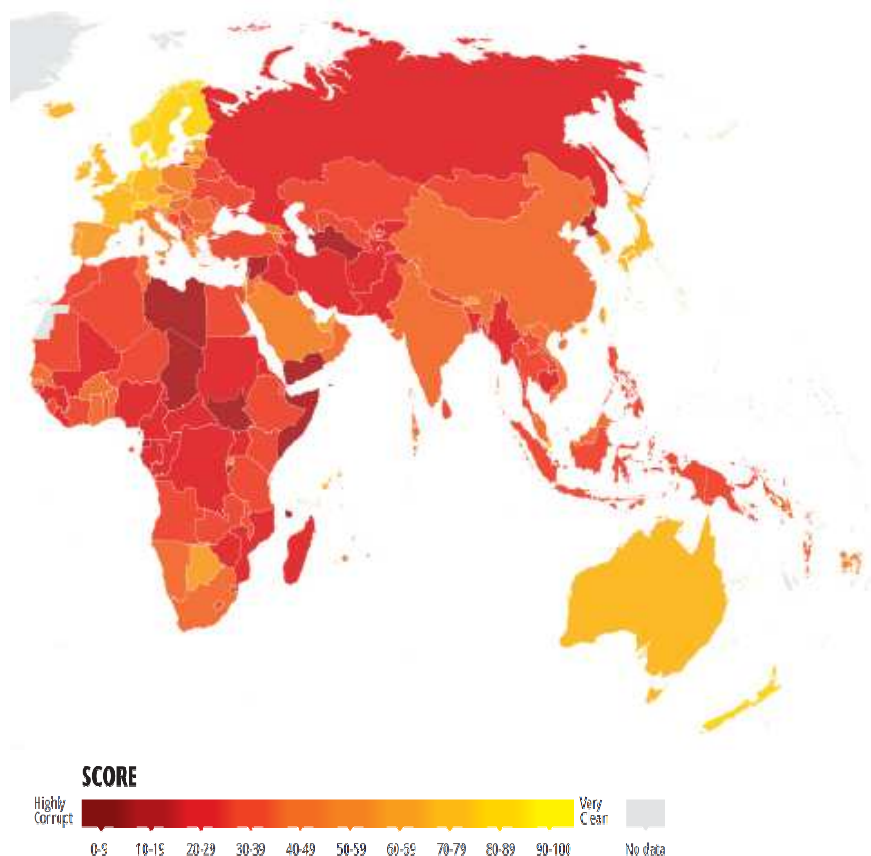 SCORE
Highly
Corrupt
Very
Clean
0-9 10-19 20-29 30-39 40-49 50-59 60-69 70-79 80-89 90-100 No data